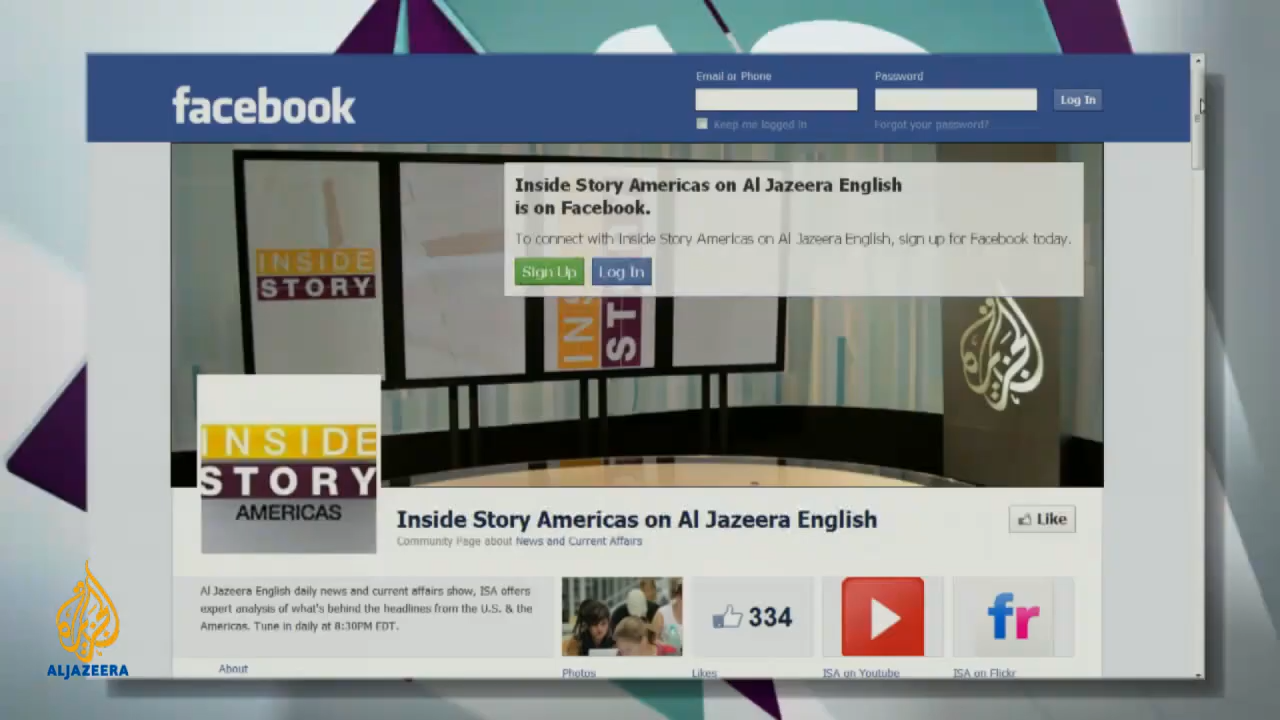 facebook
Email or Phone
Password
Log In
Keep me logged in
Forgot your password?
Inside Story Americas on Al Jazeera English
is on Facebook.
To connect with Inside Story Americas on Al Jazeera English, sign up for Facebook today.
Sign Up
Log In
INSIDE
STORY
INS
STO
الجزيرة
INSIDE
STORY
AMERICAS
Inside Story Americas on Al Jazeera English
Like
Community Page about News and Current Affairs
Al Jazeera English daily news and current affairs show, ISA offers
expert analysis of what's behind the headlines from the U.S. & the
Americas. Tune in daily at 8:30PM EDT.
334
fr
About
Photos
Likes
ISA on Youtube
ISA on Flickr
الجزيرة
ALJAZEERA